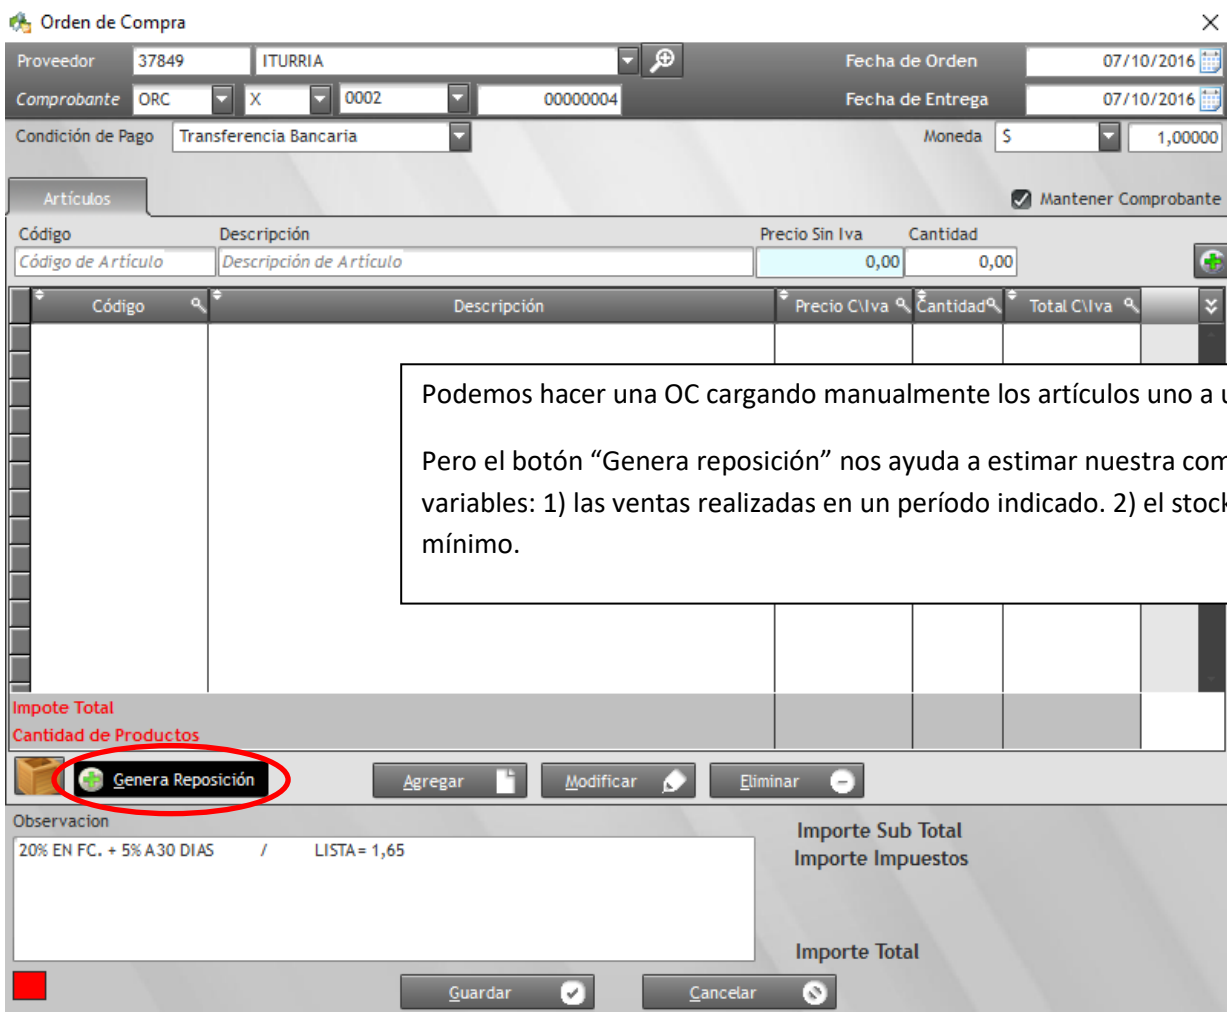 Orden de Compra
Proveedor 37849 ITURRIA Fecha de Orden 07/10/2016
Comprobante ORC X 0002 00000004 Fecha de Entrega 07/10/2016
Condición de Pago Transferencia Bancaria Moneda $ 1,00000
Artículos Mantener Comprobante
Código Descripción Precio Sin Iva Cantidad
Código de Artículo Descripción de Artículo 0,00 0,00
Código Descripción Precio C\Iva Cantidad Total C\Iva
Podemos hacer una OC cargando manualmente los artículos uno a
Pero el botón “Genera reposición” nos ayuda a estimar nuestra
variables: 1) las ventas realizadas en un período indicado. 2) el stock
mínimo.
Impote Total
Cantidad de Productos
Genera Reposición Agregar Modificar Eliminar
Observacion
20% EN FC. + 5% A30 DIAS / LISTA= 1,65
Importe Sub Total
Importe Impuestos
Importe Total
Guardar Cancelar